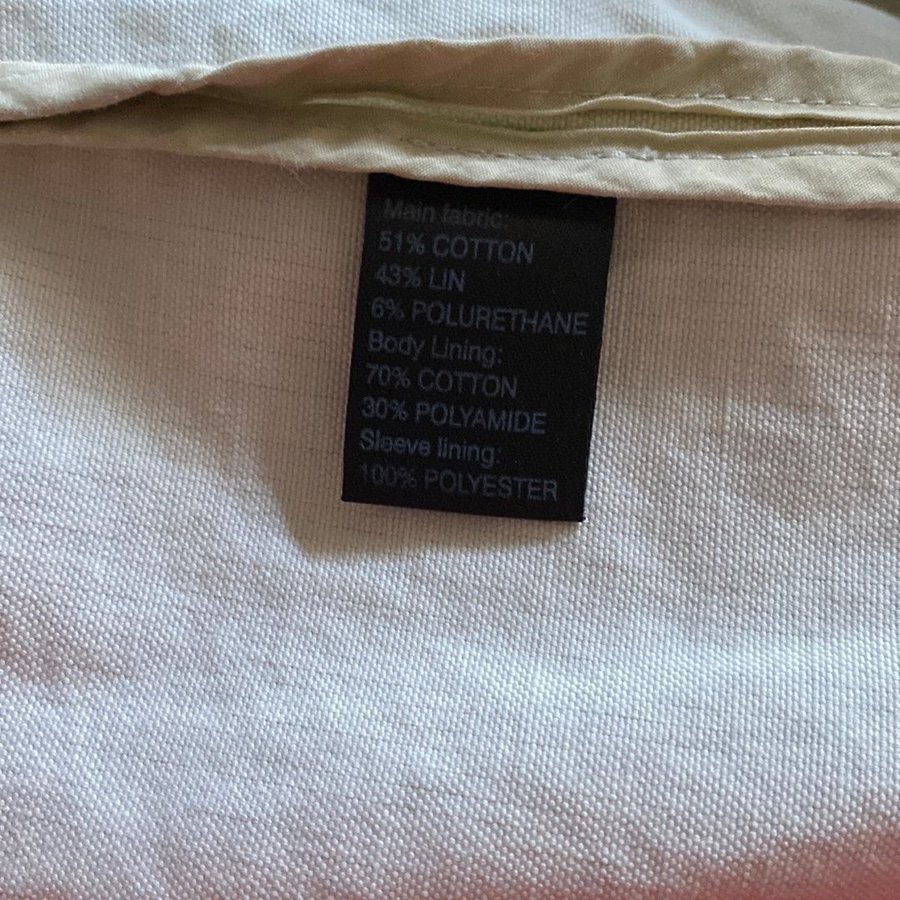 Main fabric:
51% COTTON
43% LIN
6% POLURETHANE
Body Lining:
70% COTTON
30% POLYAMIDE
Sleeve lining:
100% POLYESTER